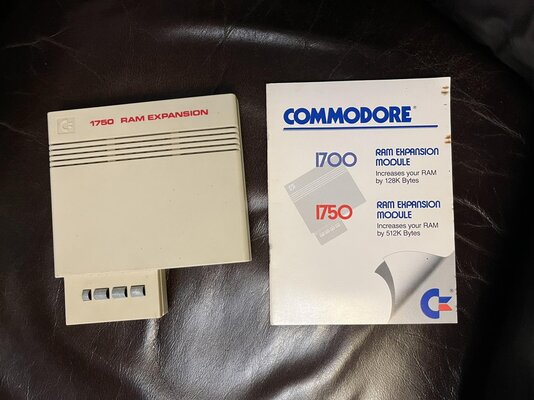 1750 RAM EXPANSION
COMMODORE®
1700
RAM EXPANSION
MODULE
Increases your RAM
by 128K Bytes
1750
RAM EXPANSION
MODULE
Increases your RAM
by 512K Bytes